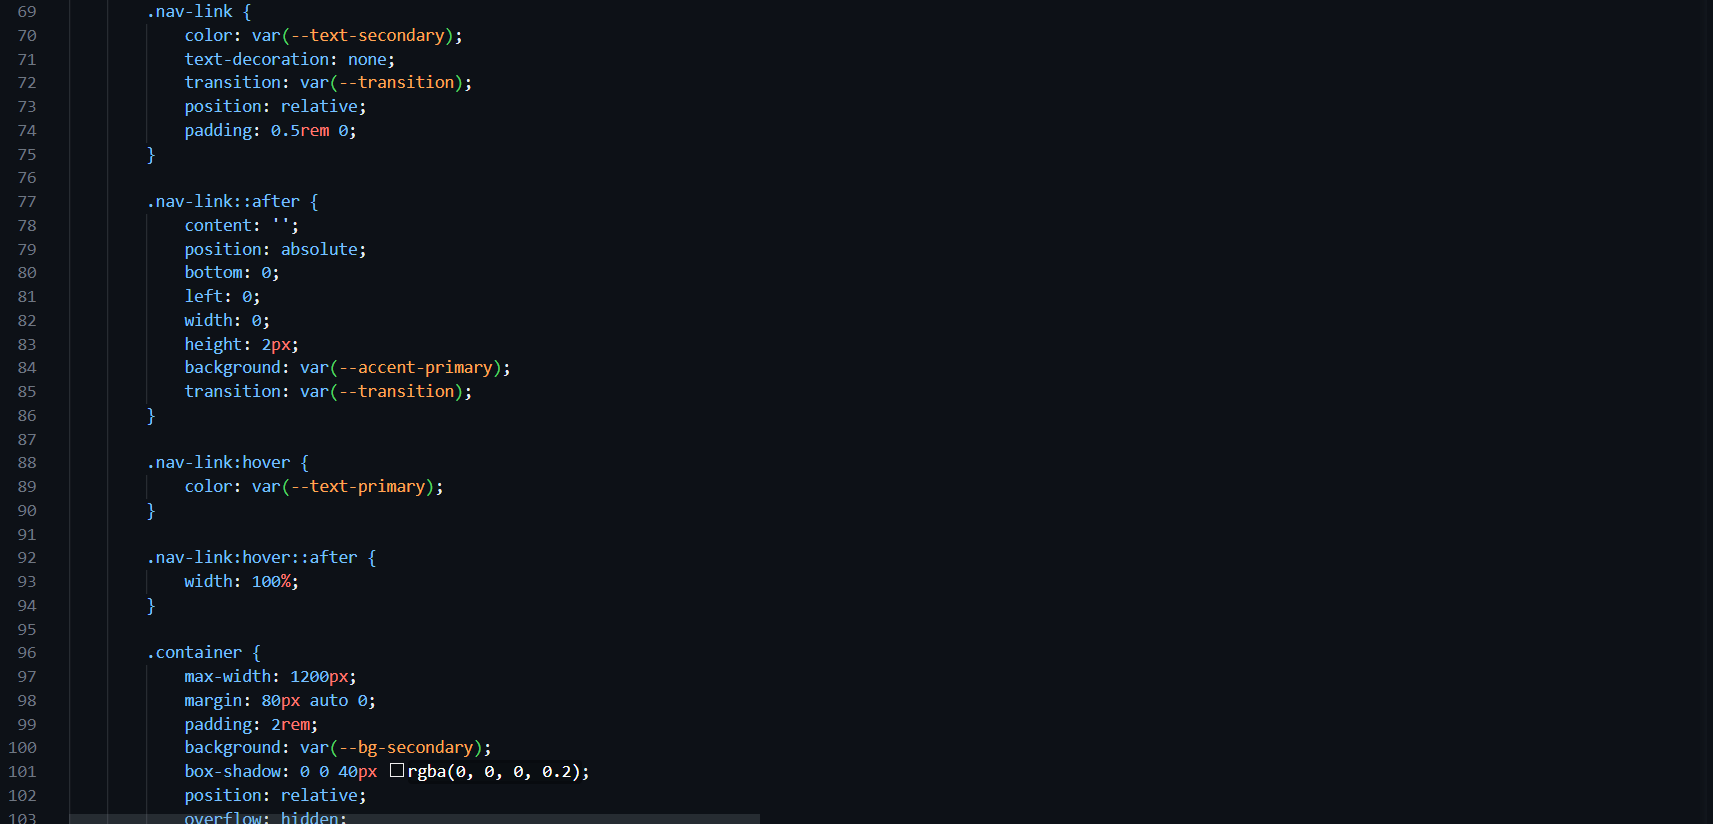 69 .nav-link {
70 color: var(--text-secondary);
71 text-decoration: none;
72 transition: var(--transition);
73 position: relative;
74 padding: 0.5rem 0;
75 }
76
77 .nav-link::after {
78 content: '';
79 position: absolute;
80 bottom: 0;
81 left: 0;
82 width: 0;
83 height: 2px;
84 background: var(--accent-primary);
85 transition: var(--transition);
86 }
87
88 .nav-link:hover {
89 color: var(--text-primary);
90 }
91
92 .nav-link:hover::after {
93 width: 100%;
94 }
95
96 .container {
97 max-width: 1200px;
98 margin: 80px auto 0;
99 padding: 2rem;
100 background: var(--bg-secondary);
101 box-shadow: 0 0 40px rgba(0, 0, 0, 0.2);
102 position: relative;
103 overflow: hidden;